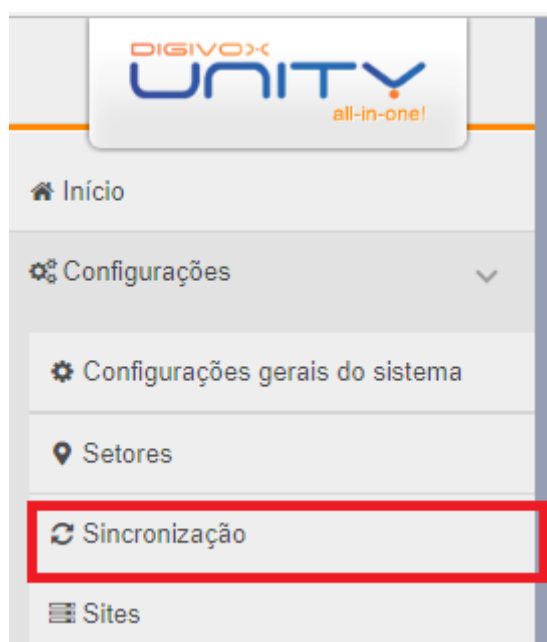 DIGIVOX
UNITY
all-in-one!
Início
Configurações
Configurações gerais do sistema
Setores
Sincronização
Sites